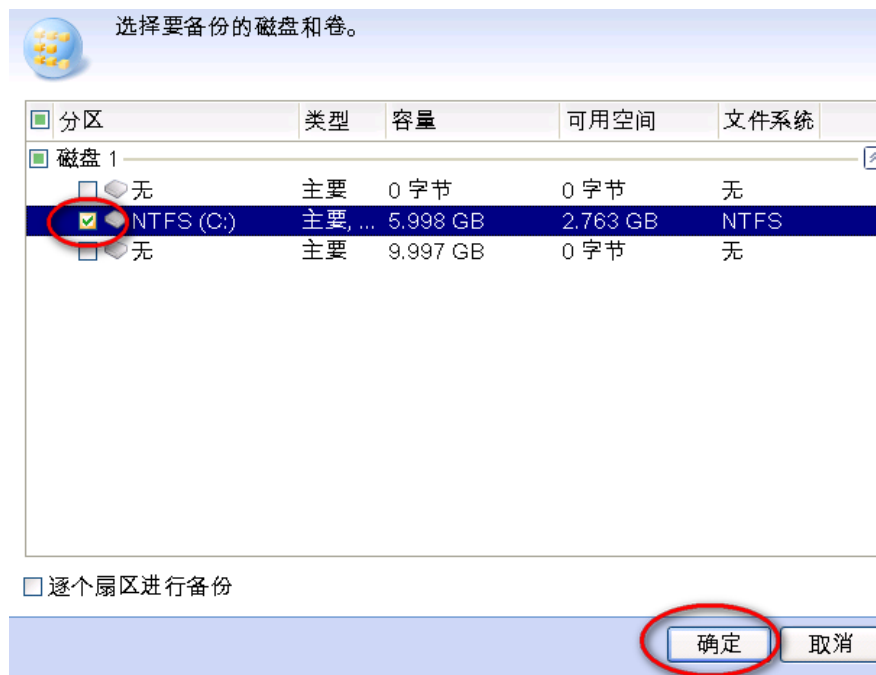 选择要备份的磁盘和卷。
分区 类型 容量 可用空间 文件系统
磁盘 1
无 主要 0 字节 0 字节 无
NTFS (C:) 主要, ... 5.998 GB 2.763 GB NTFS
无 主要 9.997 GB 0 字节 无
逐个扇区进行备份
确定 取消